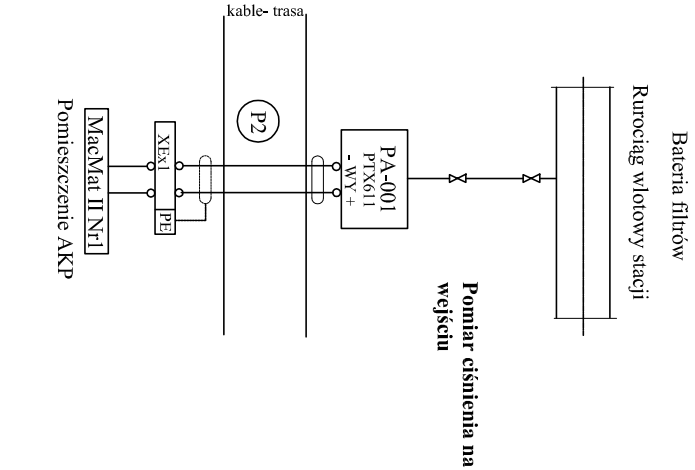 kable- trasa
Bateria filtrów
Rurociąg wlotowy stacji
Pomiar ciśnienia na
wejściu
PA-001
PTX611
- WY +
P2
XEx1
PE
MacMat II Nr1
Pomieszczenie AKP